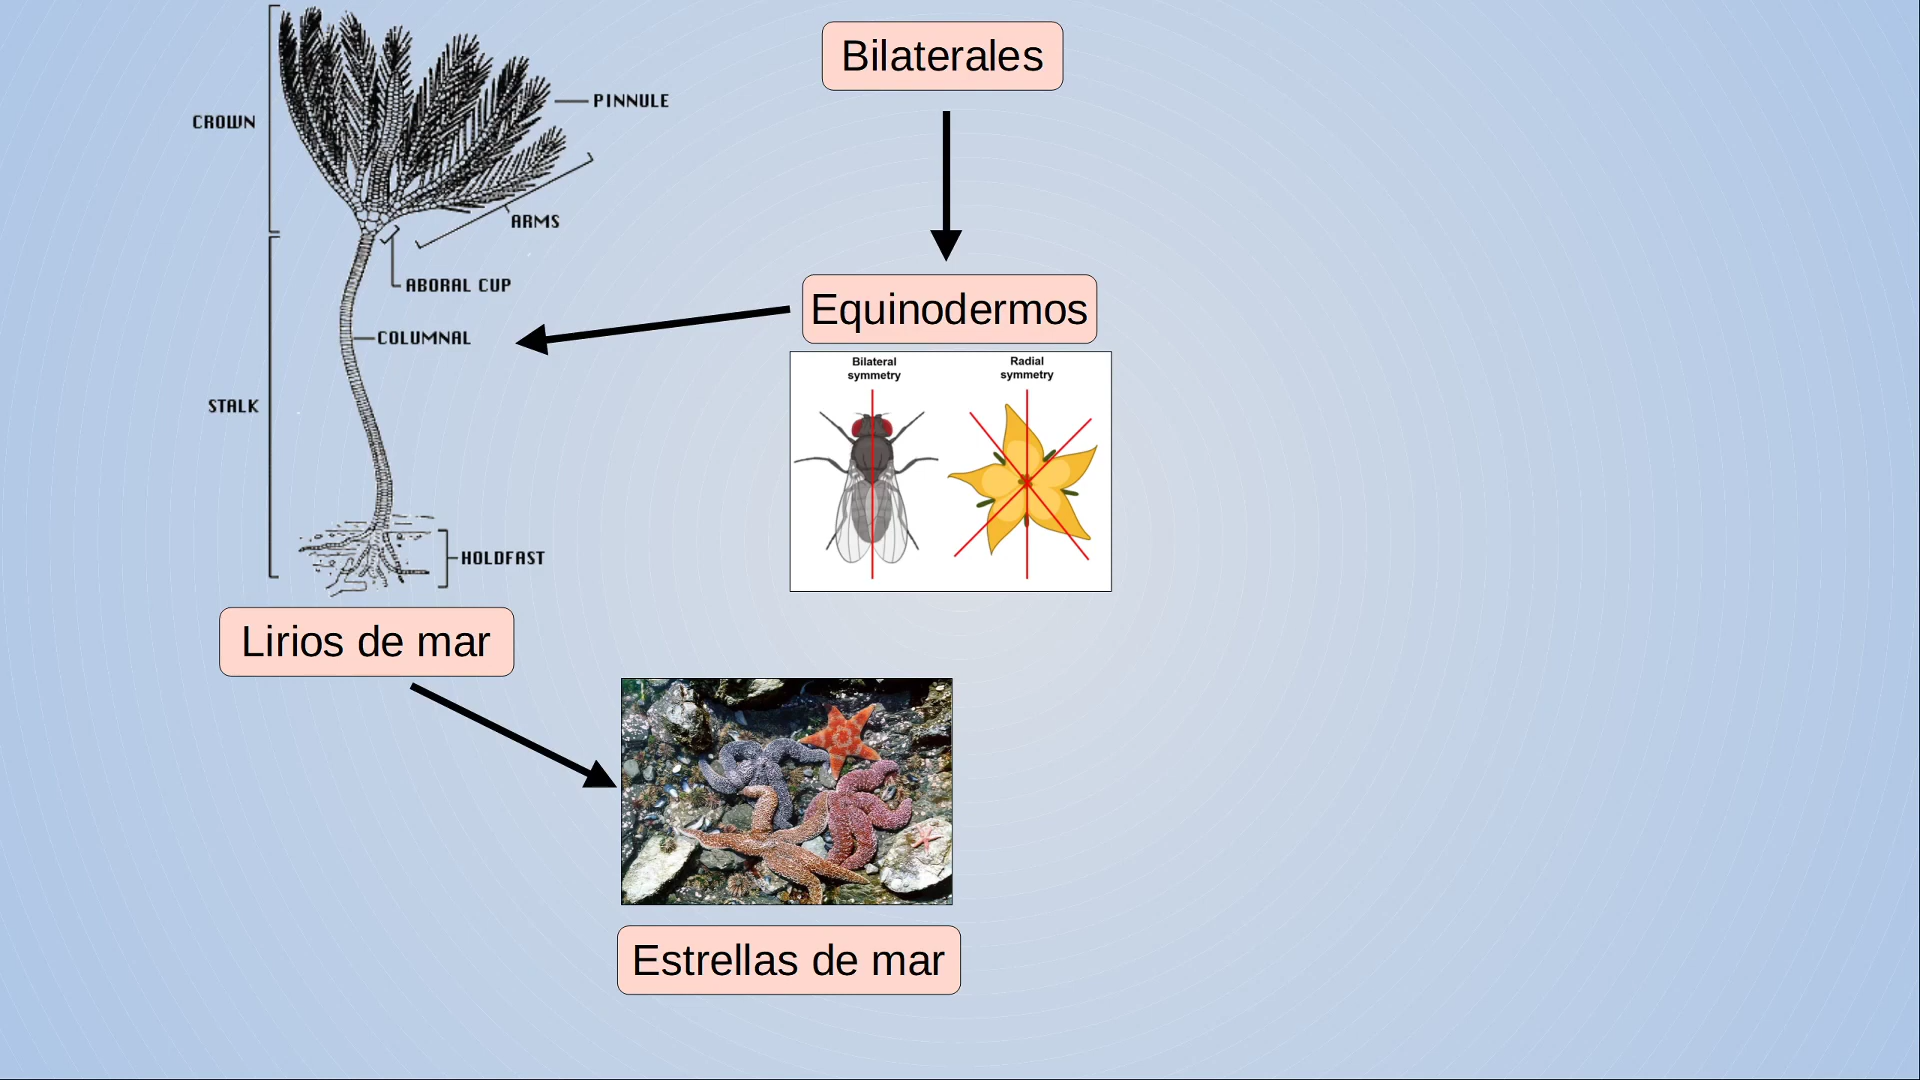 Bilaterales
PINNULE
CROWN
ARMS
ABORAL CUP
COLUMNAL
STALK
HOLDFAST
Equinodermos
Bilateral
symmetry
Radial
symmetry
Lirios de mar
Estrellas de mar